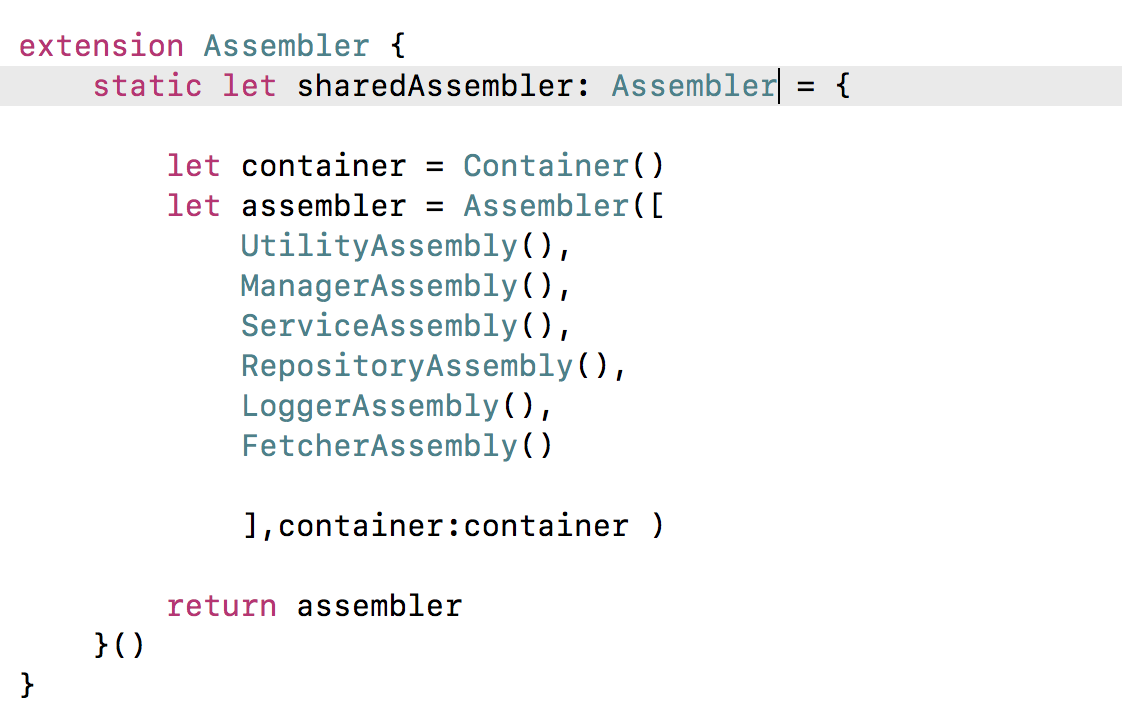 extension Assembler {
    static let sharedAssembler: Assembler = {
        let container = Container()
        let assembler = Assembler([
            UtilityAssembly(),
            ManagerAssembly(),
            ServiceAssembly(),
            RepositoryAssembly(),
            LoggerAssembly(),
            FetcherAssembly()
            ],container:container )
        return assembler
    }()
}